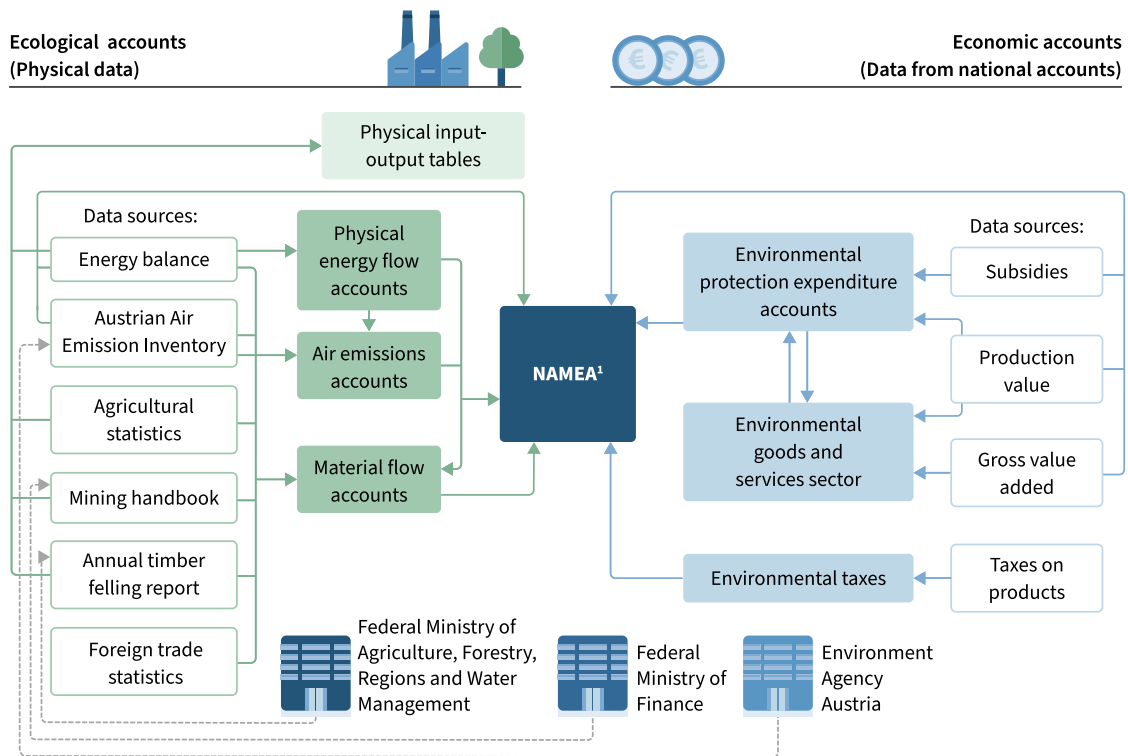 Ecological accounts
(Physical data)
€ € €
Economic accounts
(Data from national accounts)
Physical input-
output tables
Data sources:
Energy balance
Austrian Air
Emission Inventory
Agricultural
statistics
Mining handbook
Annual timber
felling report
Foreign trade
statistics
Physical
energy flow
accounts
Air emissions
accounts
Material flow
accounts
NAMEA¹
Environmental
protection expenditure
accounts
Environmental
goods and
services sector
Environmental taxes
Data sources:
Subsidies
Production
value
Gross value
added
Taxes on
products
Federal Ministry of
Agriculture, Forestry,
Regions and Water
Management
Federal
Ministry of
Finance
Environment
Agency
Austria